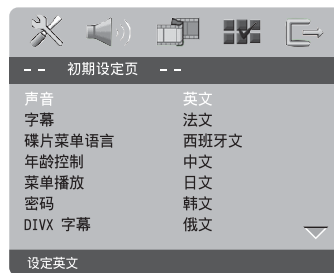 -- 初期设定页 --
声音 英文
字幕 法文
碟片菜单语言 西班牙文
年龄控制 中文
菜单播放 日文
密码 韩文
DIVX 字幕 俄文
设定英文